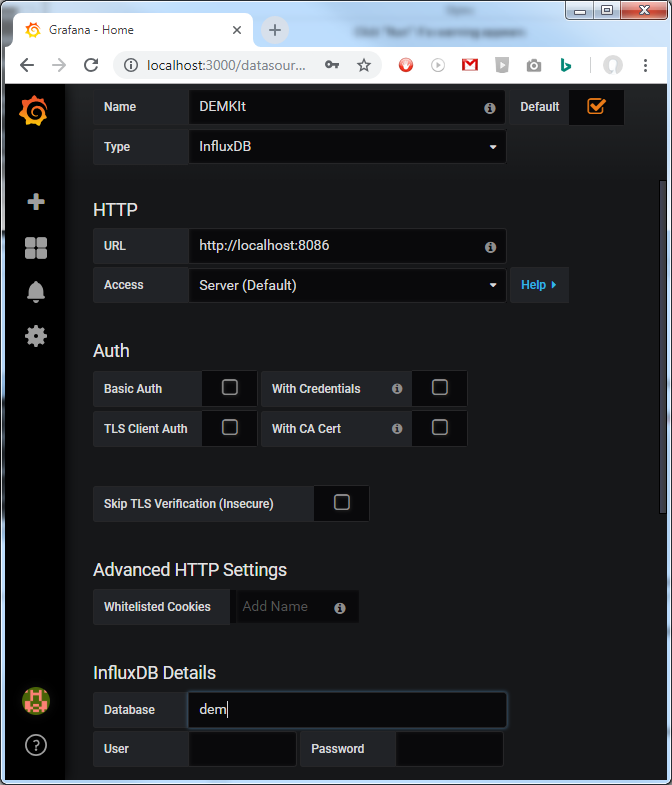 Click "Run" if a warning appears.
Grafana - Home
localhost:3000/datasour...
Name DEMKIt Default
Type InfluxDB
HTTP
URL http://localhost:8086
Access Server (Default) Help
Auth
Basic Auth With Credentials
TLS Client Auth With CA Cert
Skip TLS Verification (Insecure)
Advanced HTTP Settings
Whitelisted Cookies Add Name
InfluxDB Details
Database dem
User Password